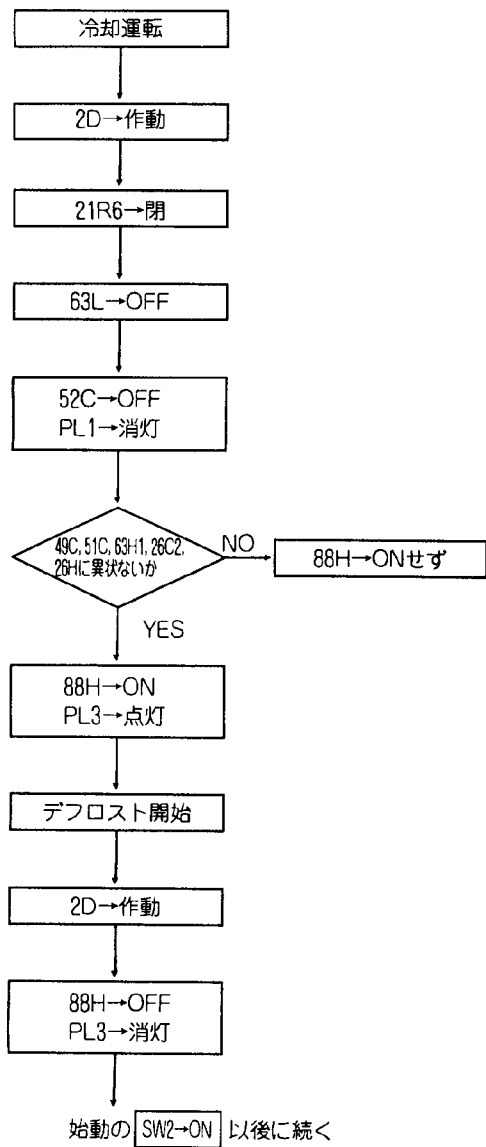 冷却運転
2D→作動
21R6→閉
63L→OFF
52C→OFF
PL1→消灯
49C, 51C, 63H1, 26C2,
26Hに異状ないか
NO
88H→ONせず
YES
88H→ON
PL3→点灯
デフロスト開始
2D→作動
88H→OFF
PL3→消灯
始動の SW2→ON 以後に続く